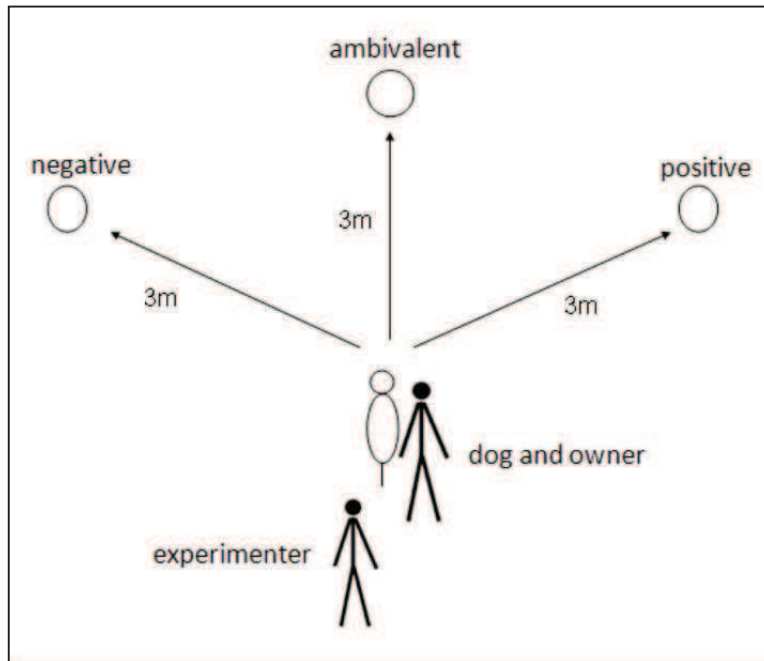 ambivalent
negative
positive
3m
3m
3m
dog and owner
experimenter